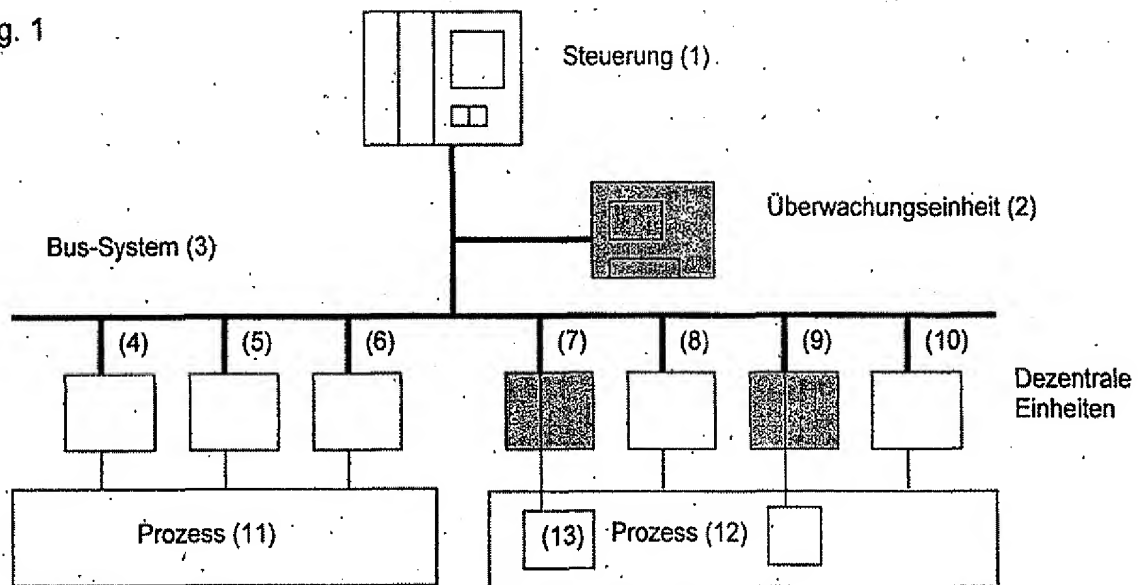 g. 1
Steuerung (1)
Überwachungseinheit (2)
Bus-System (3)
(4) (5) (6) (7) (8) (9) (10)
Dezentrale
Einheiten
Prozess (11) (13) Prozess (12)